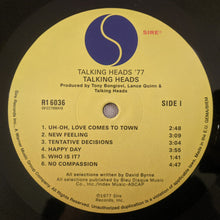 SIRE
TALKING HEADS '77
TALKING HEADS
Produced by Tony Bongiovi, Lance Quinn &
Talking Heads
R1 6036
SIDE 1
1. UH-OH, LOVE COMES TO TOWN 2:48
2. NEW FEELING 3:09
3. TENTATIVE DECISIONS 3:04
4. HAPPY DAY 3:55
5. WHO IS IT? 1:41
6. NO COMPASSION 4:47
All selections written by David Byrne
All selections published by Bleu Disque Music
Co., Inc./Index Music-ASCAP
℗1977 Sire
Records, Inc.